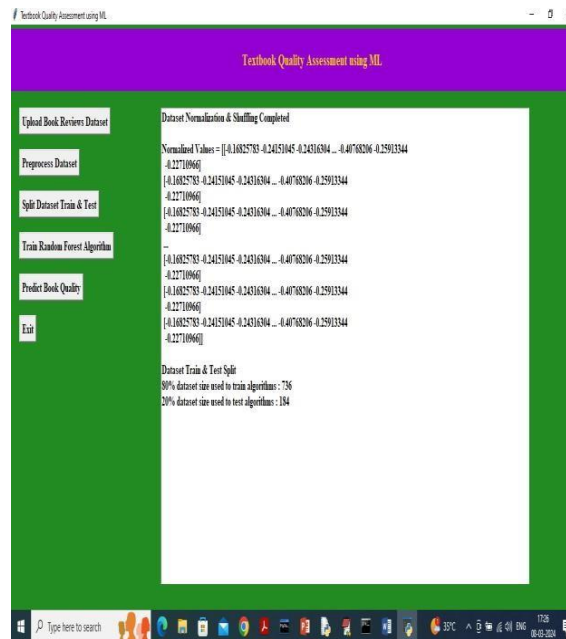 Textbook Quality Assessment using ML
Textbook Quality Assessment using ML
Upload Book Reviews Dataset
Preprocess Dataset
Split Dataset Train & Test
Train Random Forest Algorithm
Predict Book Quality
Exit
Dataset Normalization & Shuffling Completed
Normalized Values = [[-0.16825783 -0.24151045 -0.24316304 ... -0.40768206 -0.25913344
-0.22710966]
[-0.16825783 -0.24151045 -0.24316304 ... -0.40768206 -0.25913344
-0.22710966]
[-0.16825783 -0.24151045 -0.24316304 ... -0.40768206 -0.25913344
-0.22710966]
...
[-0.16825783 -0.24151045 -0.24316304 ... -0.40768206 -0.25913344
-0.22710966]
[-0.16825783 -0.24151045 -0.24316304 ... -0.40768206 -0.25913344
-0.22710966]
[-0.16825783 -0.24151045 -0.24316304 ... -0.40768206 -0.25913344
-0.22710966]]
Dataset Train & Test Split
80% dataset size used to train algorithms : 736
20% dataset size used to test algorithms : 184
Type here to search
35°C
ENG
17:26
08-03-2024